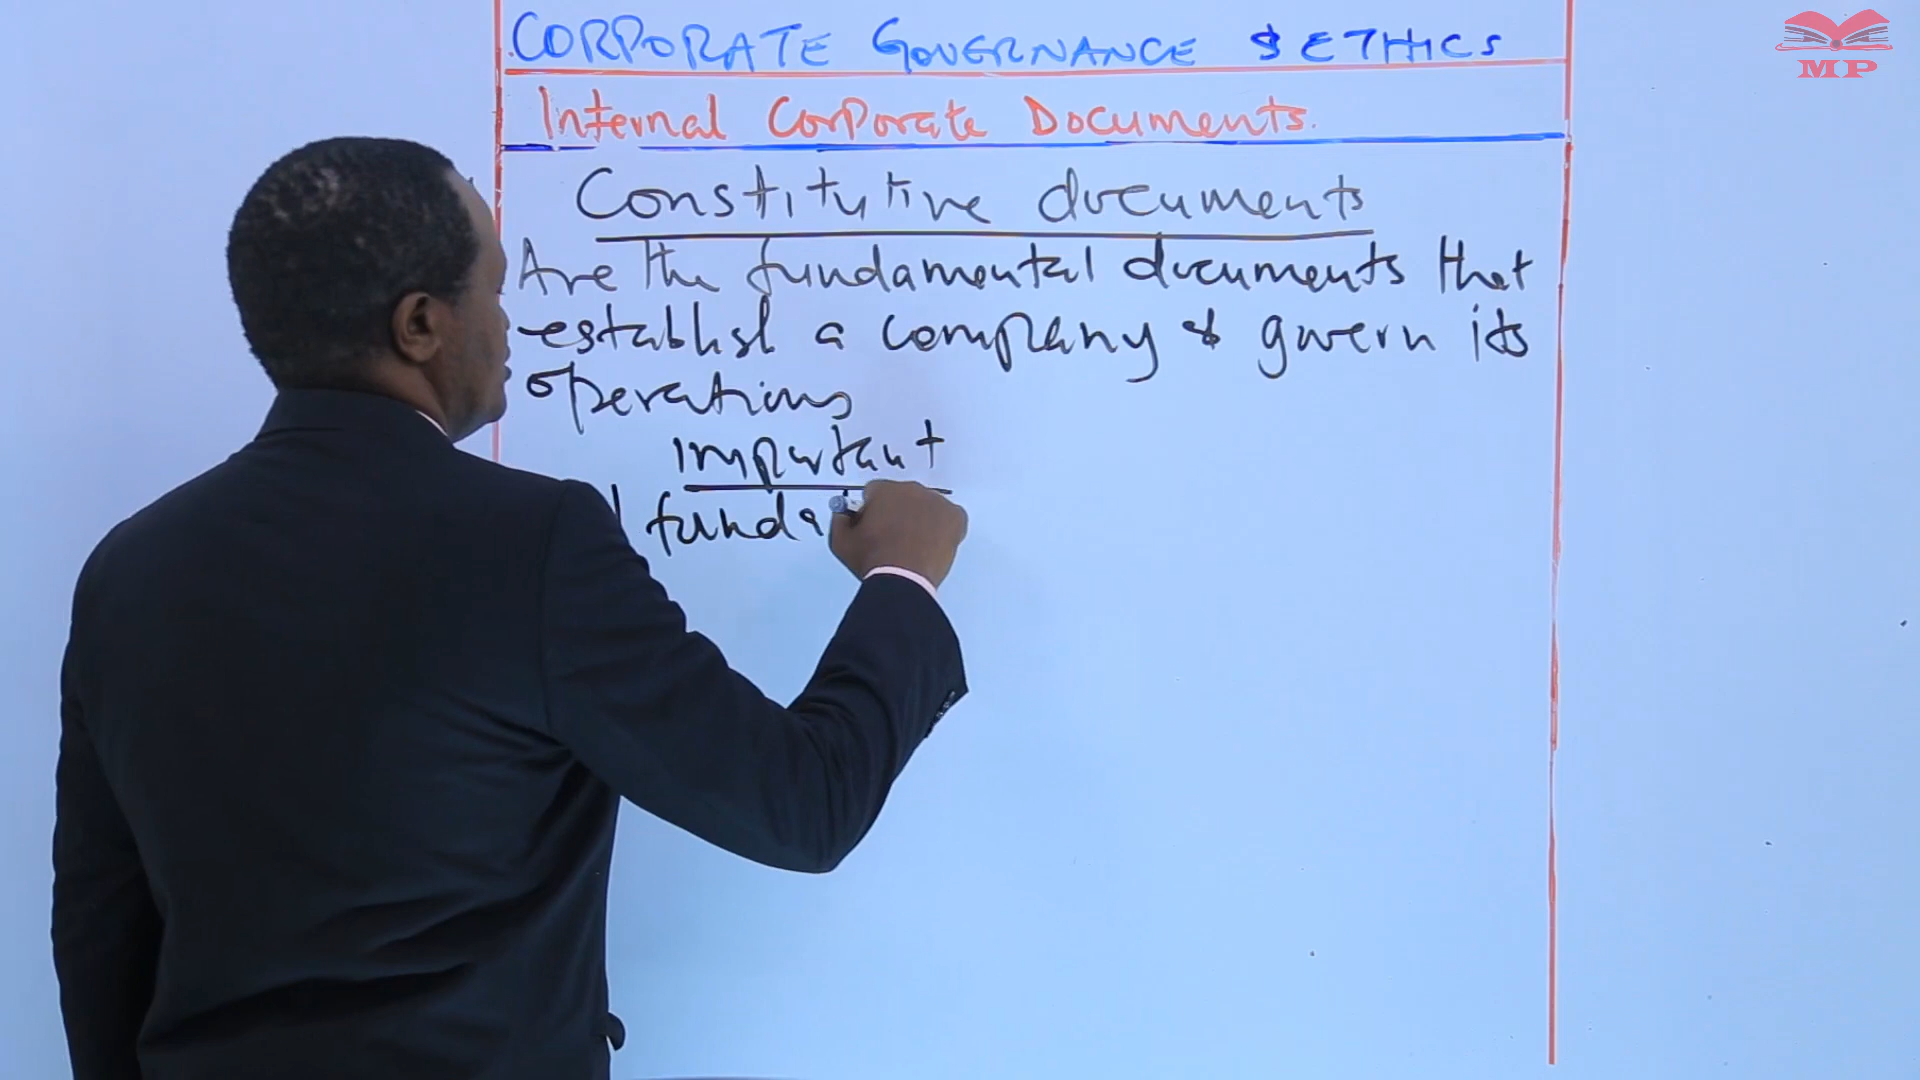 CORPORATE GOVERNANCE & ETHICS
MP
Internal Corporate Documents.
Constitutive documents
Are the fundamental documents that
establish a company & govern its
operations
important
funda